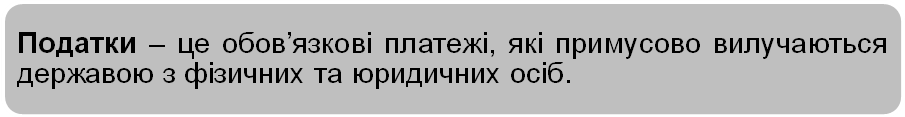 Податки – це обов’язкові платежі, які примусово вилучаються
державою з фізичних та юридичних осіб.